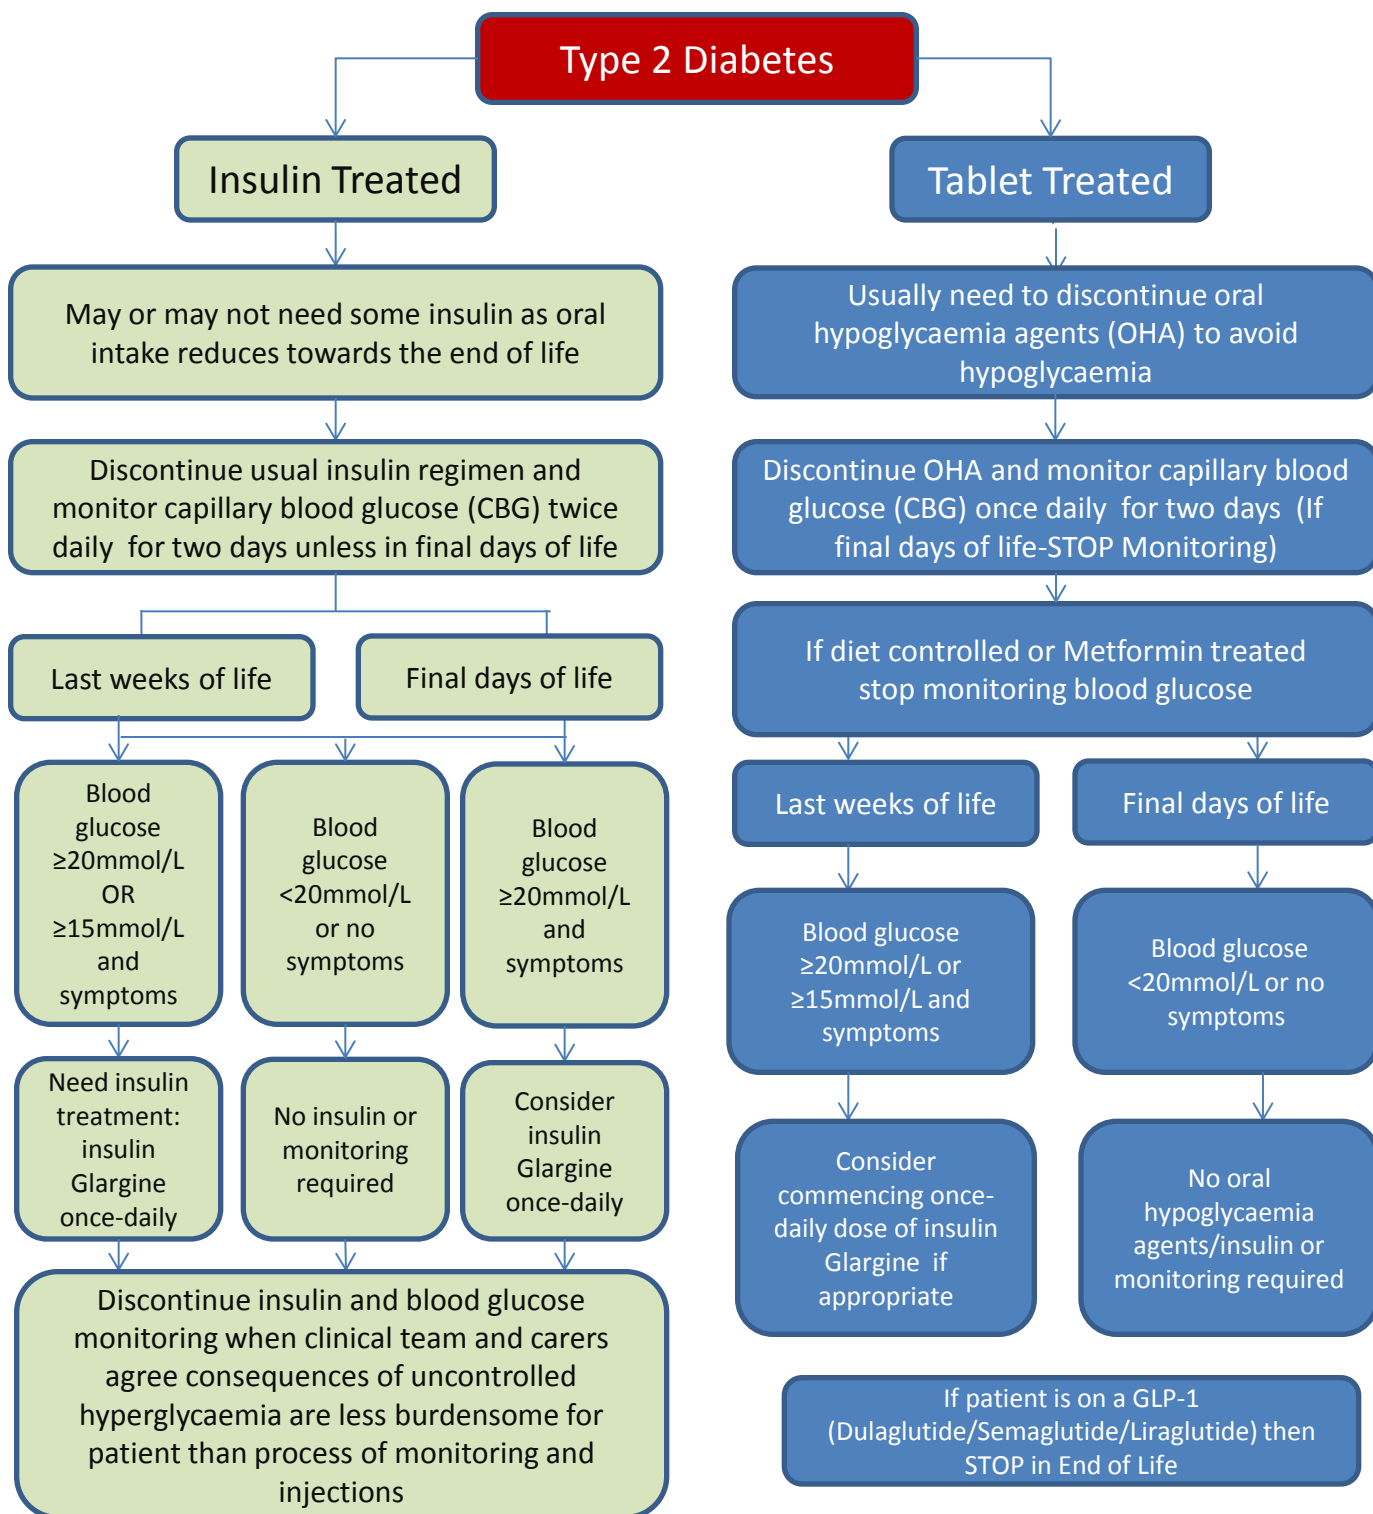 Type 2 Diabetes
Insulin Treated
May or may not need some insulin as oral
intake reduces towards the end of life
Discontinue usual insulin regimen and
monitor capillary blood glucose (CBG) twice
daily for two days unless in final days of life
Last weeks of life
Final days of life
Blood
glucose
≥20mmol/L
OR
≥15mmol/L
and
symptoms
Blood
glucose
<20mmol/L
or no
symptoms
Blood
glucose
≥20mmol/L
and
symptoms
Need insulin
treatment:
insulin
Glargine
once-daily
No insulin or
monitoring
required
Consider
insulin
Glargine
once-daily
Discontinue insulin and blood glucose
monitoring when clinical team and carers
agree consequences of uncontrolled
hyperglycaemia are less burdensome for
patient than process of monitoring and
injections
Tablet Treated
Usually need to discontinue oral
hypoglycaemia agents (OHA) to avoid
hypoglycaemia
Discontinue OHA and monitor capillary blood
glucose (CBG) once daily for two days (If
final days of life-STOP Monitoring)
If diet controlled or Metformin treated
stop monitoring blood glucose
Last weeks of life
Final days of life
Blood glucose
≥20mmol/L or
≥15mmol/L and
symptoms
Blood glucose
<20mmol/L or no
symptoms
Consider
commencing once-
daily dose of insulin
Glargine if
appropriate
No oral
hypoglycaemia
agents/insulin or
monitoring required
If patient is on a GLP-1
(Dulaglutide/Semaglutide/Liraglutide) then
STOP in End of Life